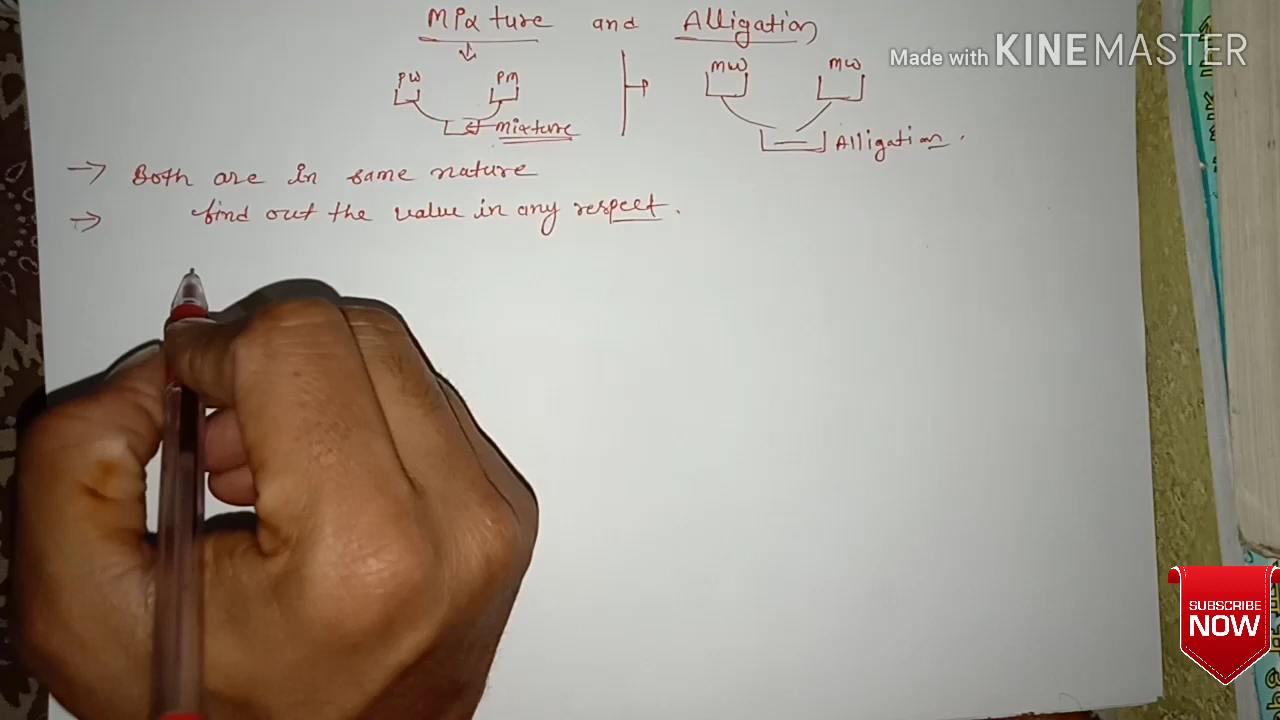 Mixture and Alligation
Made with KINEMASTER
PW PM
MW MW
Mixture
Alligation.
→ Both are in same nature
→ find out the value in any respect.
SUBSCRIBE
NOW